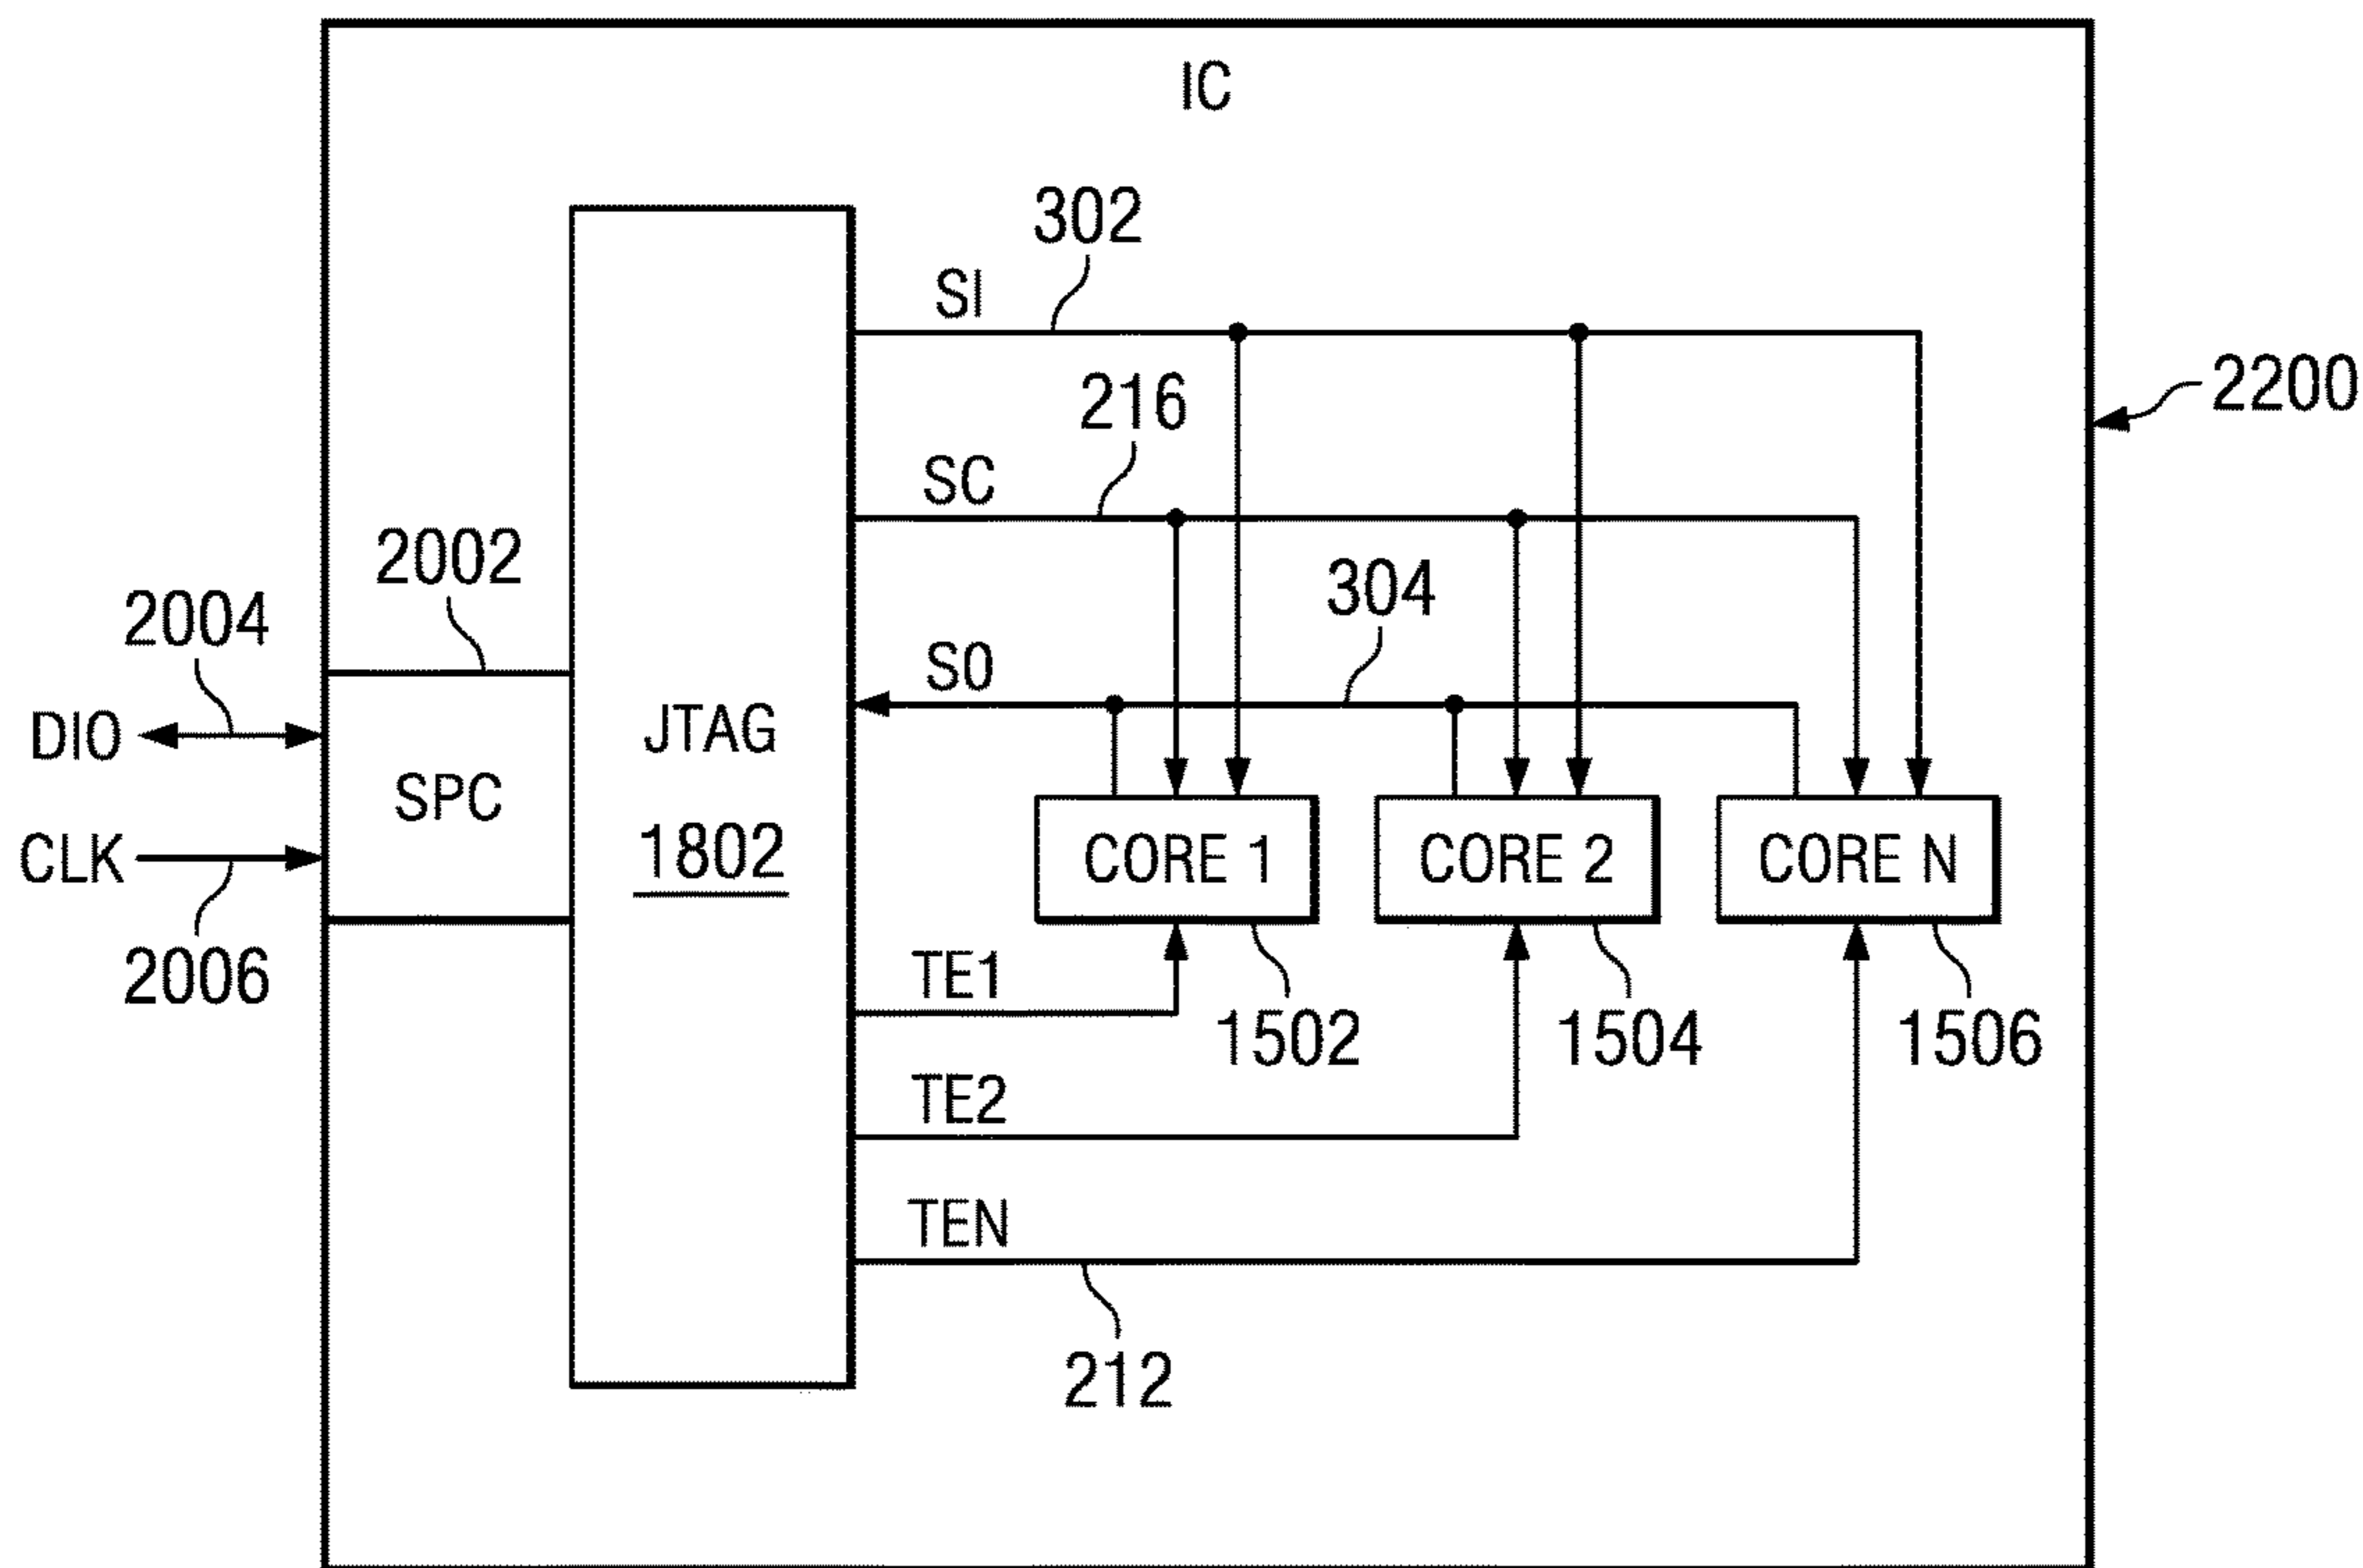 IC
302
SI
2200
216
SC
2002
304
2004
SO
DIO
JTAG
SPC
1802
CLK
CORE 1
CORE 2
CORE N
2006
TE1
1502
1504
1506
TE2
TEN
212